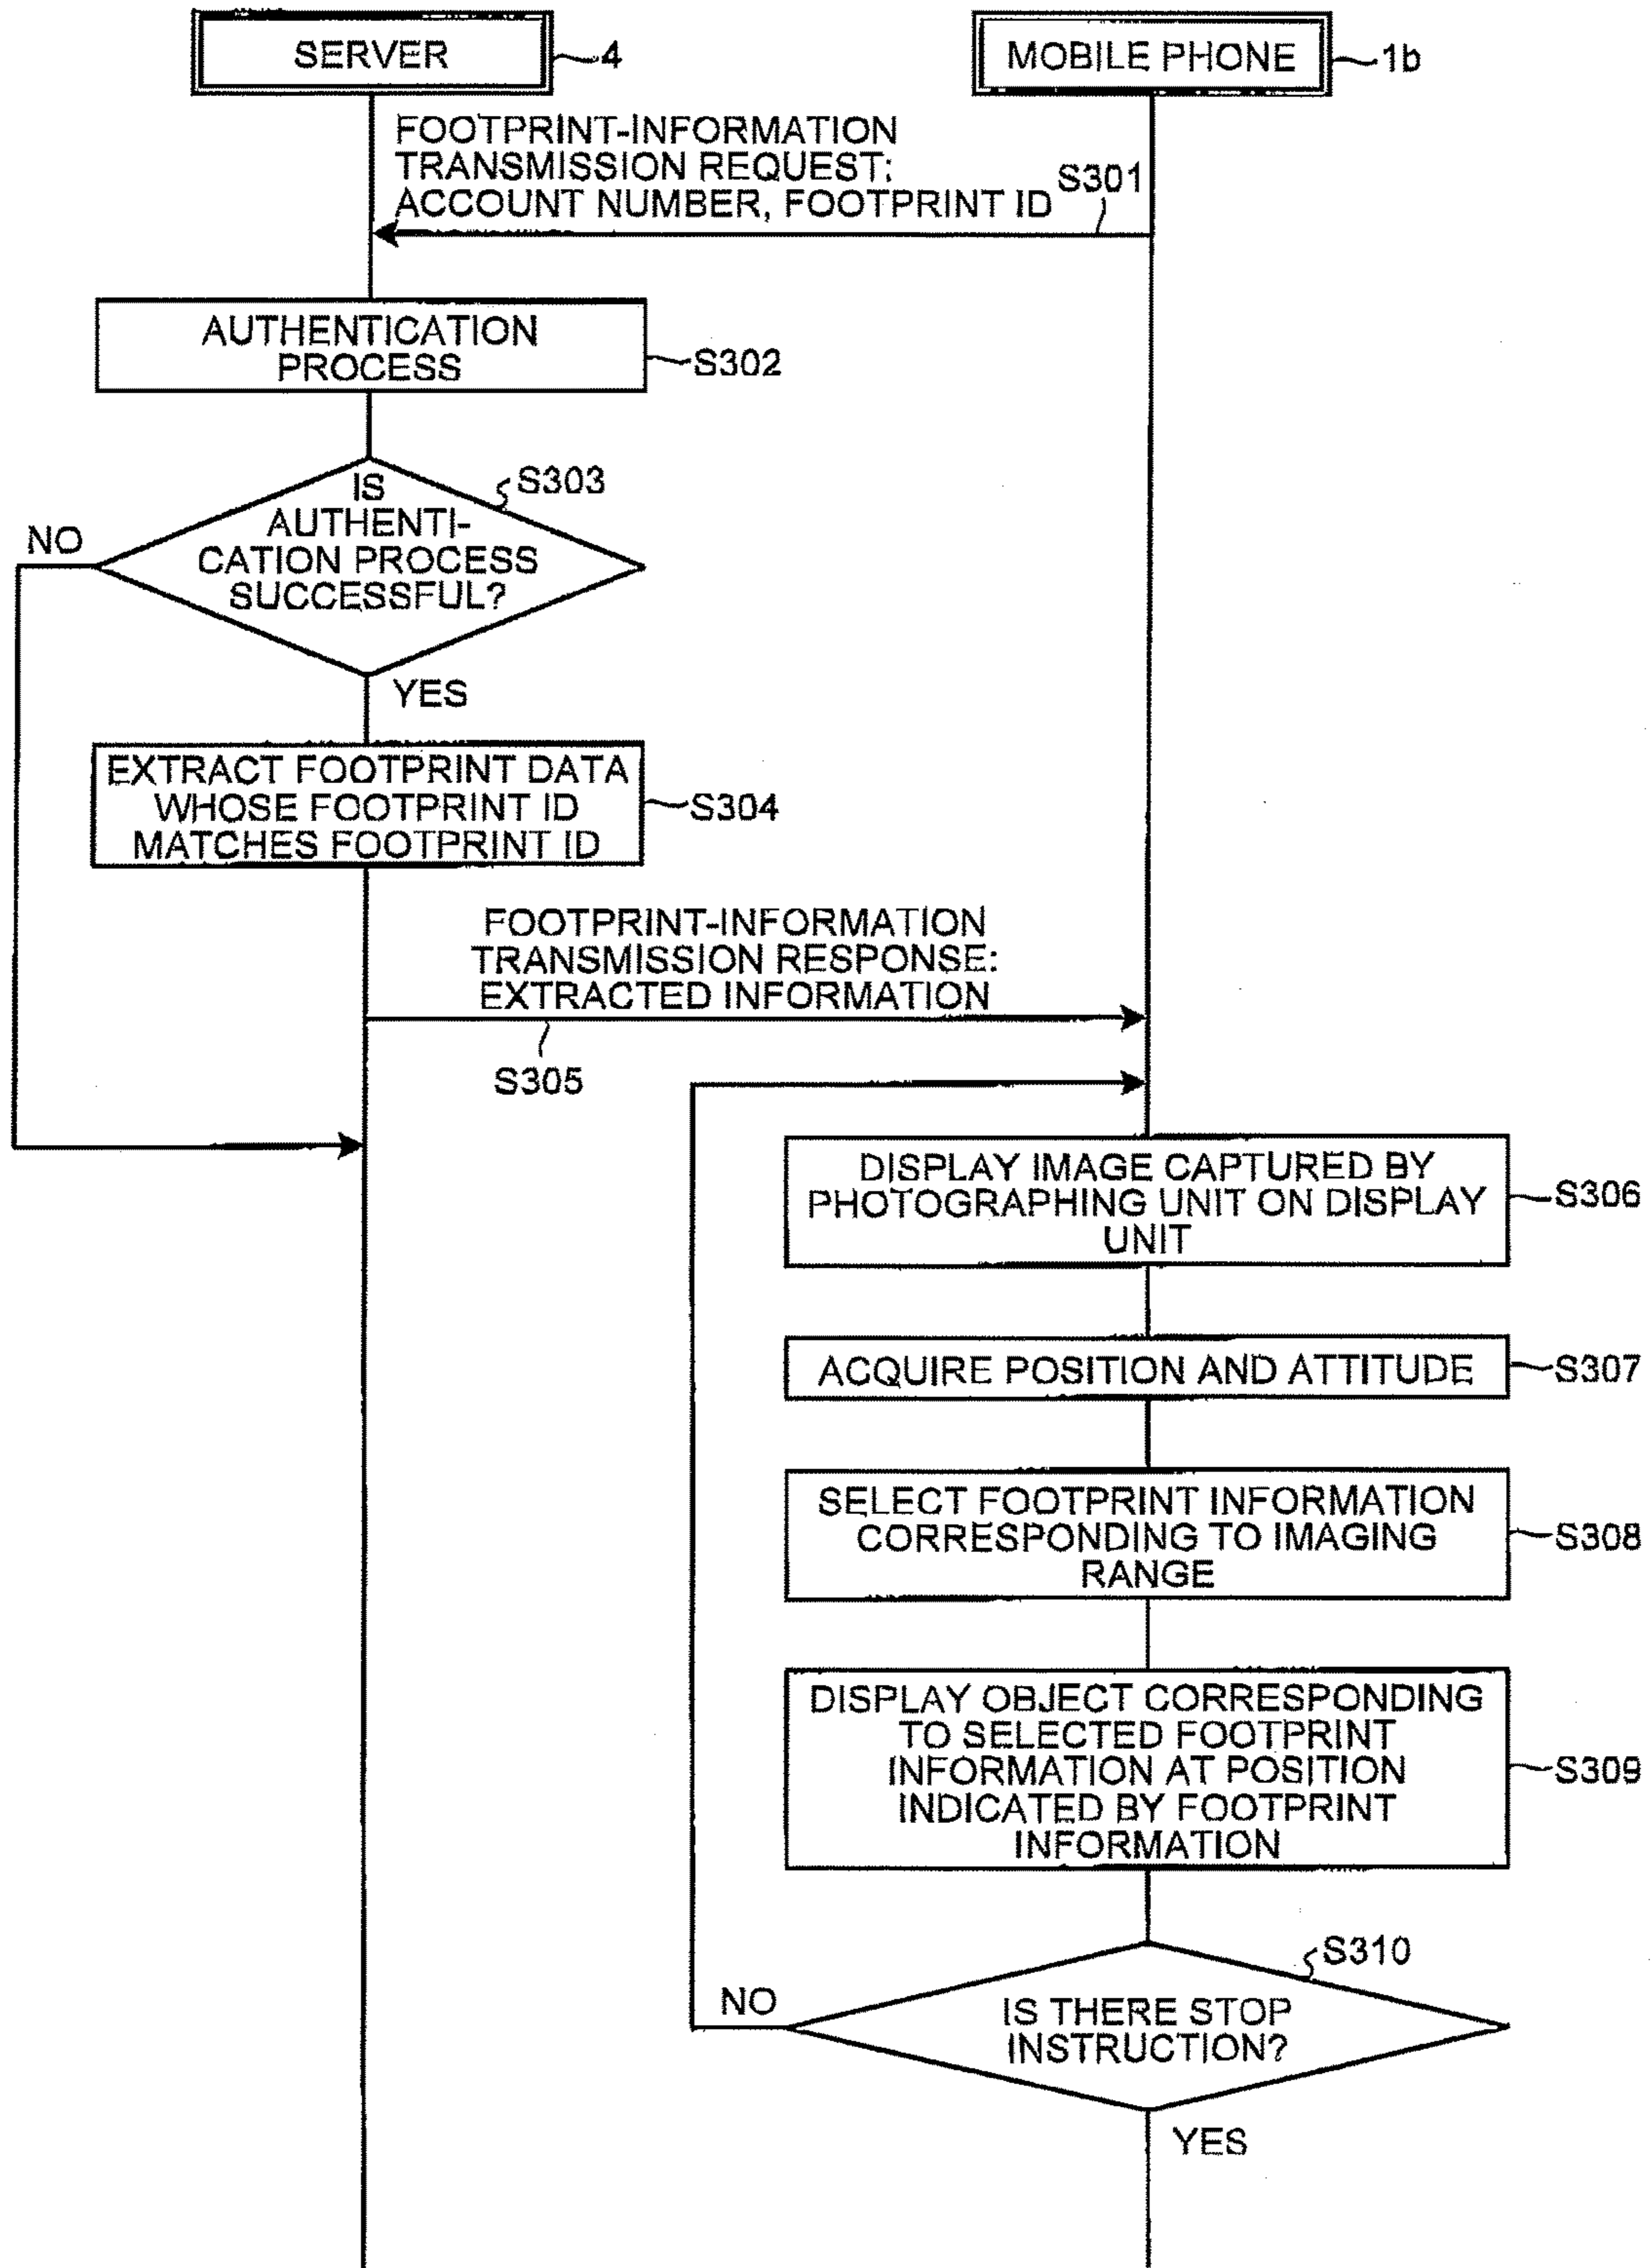 SERVER
4
MOBILE PHONE
1b
FOOTPRINT-INFORMATION
TRANSMISSION REQUEST:
ACCOUNT NUMBER, FOOTPRINT ID
S301
AUTHENTICATION
PROCESS
S302
IS
AUTHENTI-
CATION PROCESS
SUCCESSFUL?
S303
NO
YES
EXTRACT FOOTPRINT DATA
WHOSE FOOTPRINT ID
MATCHES FOOTPRINT ID
S304
FOOTPRINT-INFORMATION
TRANSMISSION RESPONSE:
EXTRACTED INFORMATION
S305
DISPLAY IMAGE CAPTURED BY
PHOTOGRAPHING UNIT ON DISPLAY
UNIT
S306
ACQUIRE POSITION AND ATTITUDE
S307
SELECT FOOTPRINT INFORMATION
CORRESPONDING TO IMAGING
RANGE
S308
DISPLAY OBJECT CORRESPONDING
TO SELECTED FOOTPRINT
INFORMATION AT POSITION
INDICATED BY FOOTPRINT
INFORMATION
S309
S310
NO
IS THERE STOP
INSTRUCTION?
YES